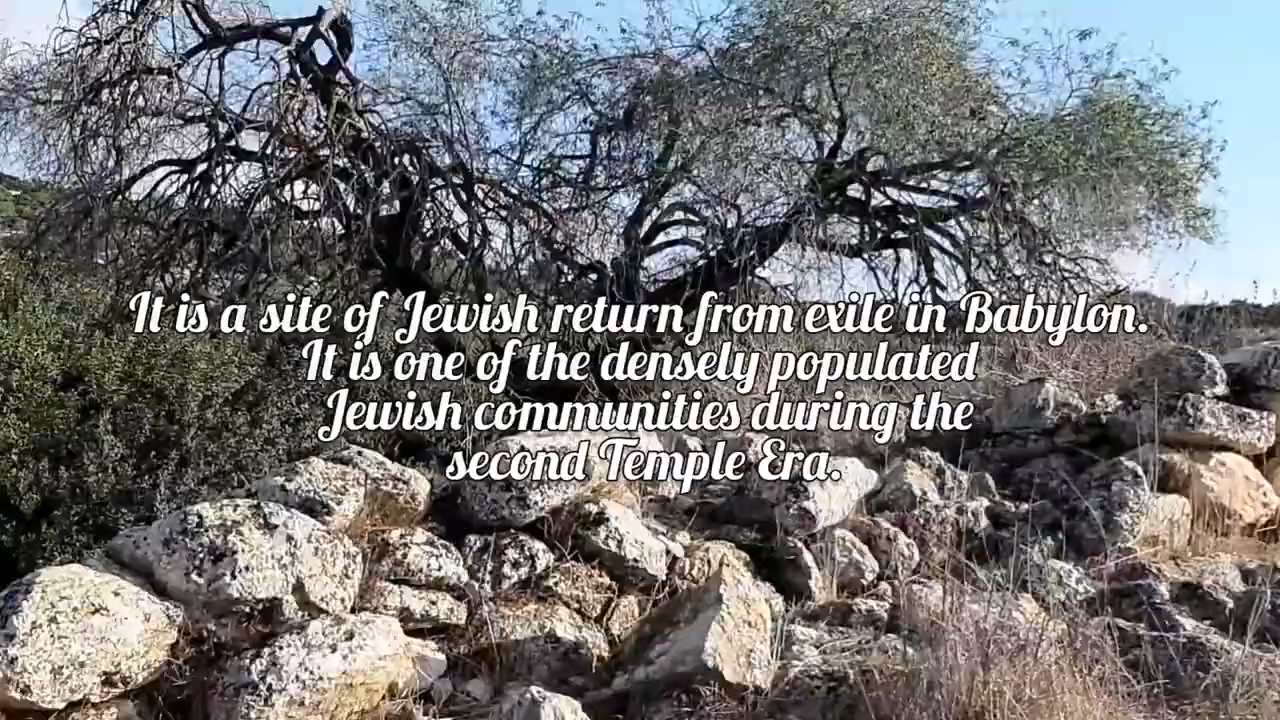 It is a site of Jewish return from exile in Babylon.
It is one of the densely populated
Jewish communities during the
second Temple Era.